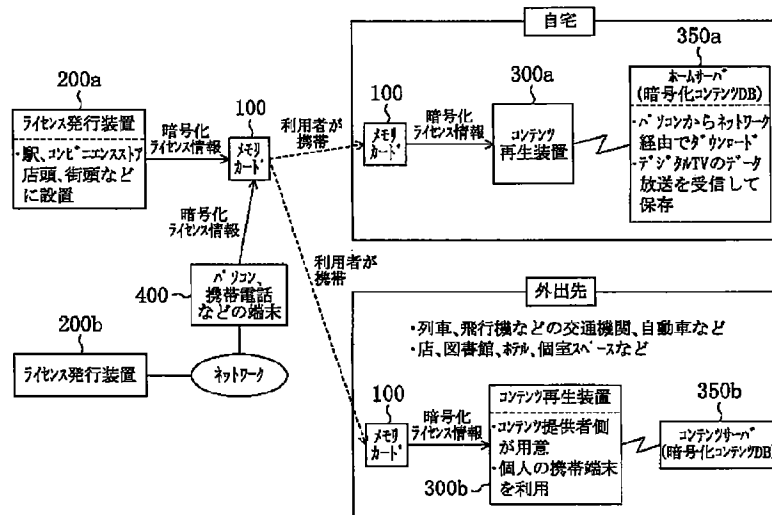 200a
ライセンス発行装置
・駅、コンビニエンスストア
店頭、街頭などに設置
暗号化
ライセンス情報
100
メモリ
カード
利用者が
携帯
暗号化
ライセンス情報
400
パソコン、
携帯電話
などの端末
200b
ライセンス発行装置
ネットワーク
利用者が
携帯
自宅
100
メモリ
カード
暗号化
ライセンス情報
300a
コンテンツ
再生装置
350a
ホームサーバ
(暗号化コンテンツDB)
・パソコンからネットワーク
経由でダウンロード
・デジタルTVのデータ
放送を受信して
保存
外出先
・列車、飛行機などの交通機関、自動車など
・店、図書館、ホテル、個室スペースなど
100
メモリ
カード
暗号化
ライセンス情報
コンテンツ再生装置
・コンテンツ提供者側
が用意
・個人の携帯端末
を利用
300b
350b
コンテンツサーバ
(暗号化コンテンツDB)